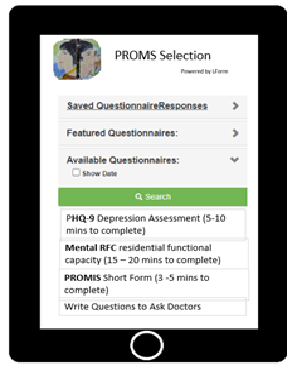 PROMS Selection
Powered by LForm
Saved QuestionnaireResponses
Featured Questionnaires:
Available Questionnaires:
Show Date
Search
PHQ-9 Depression Assessment (5-10
mins to complete)
Mental RFC residential functional
capacity (15 – 20 mins to complete)
PROMIS Short Form (3 -5 mins to
complete)
Write Questions to Ask Doctors